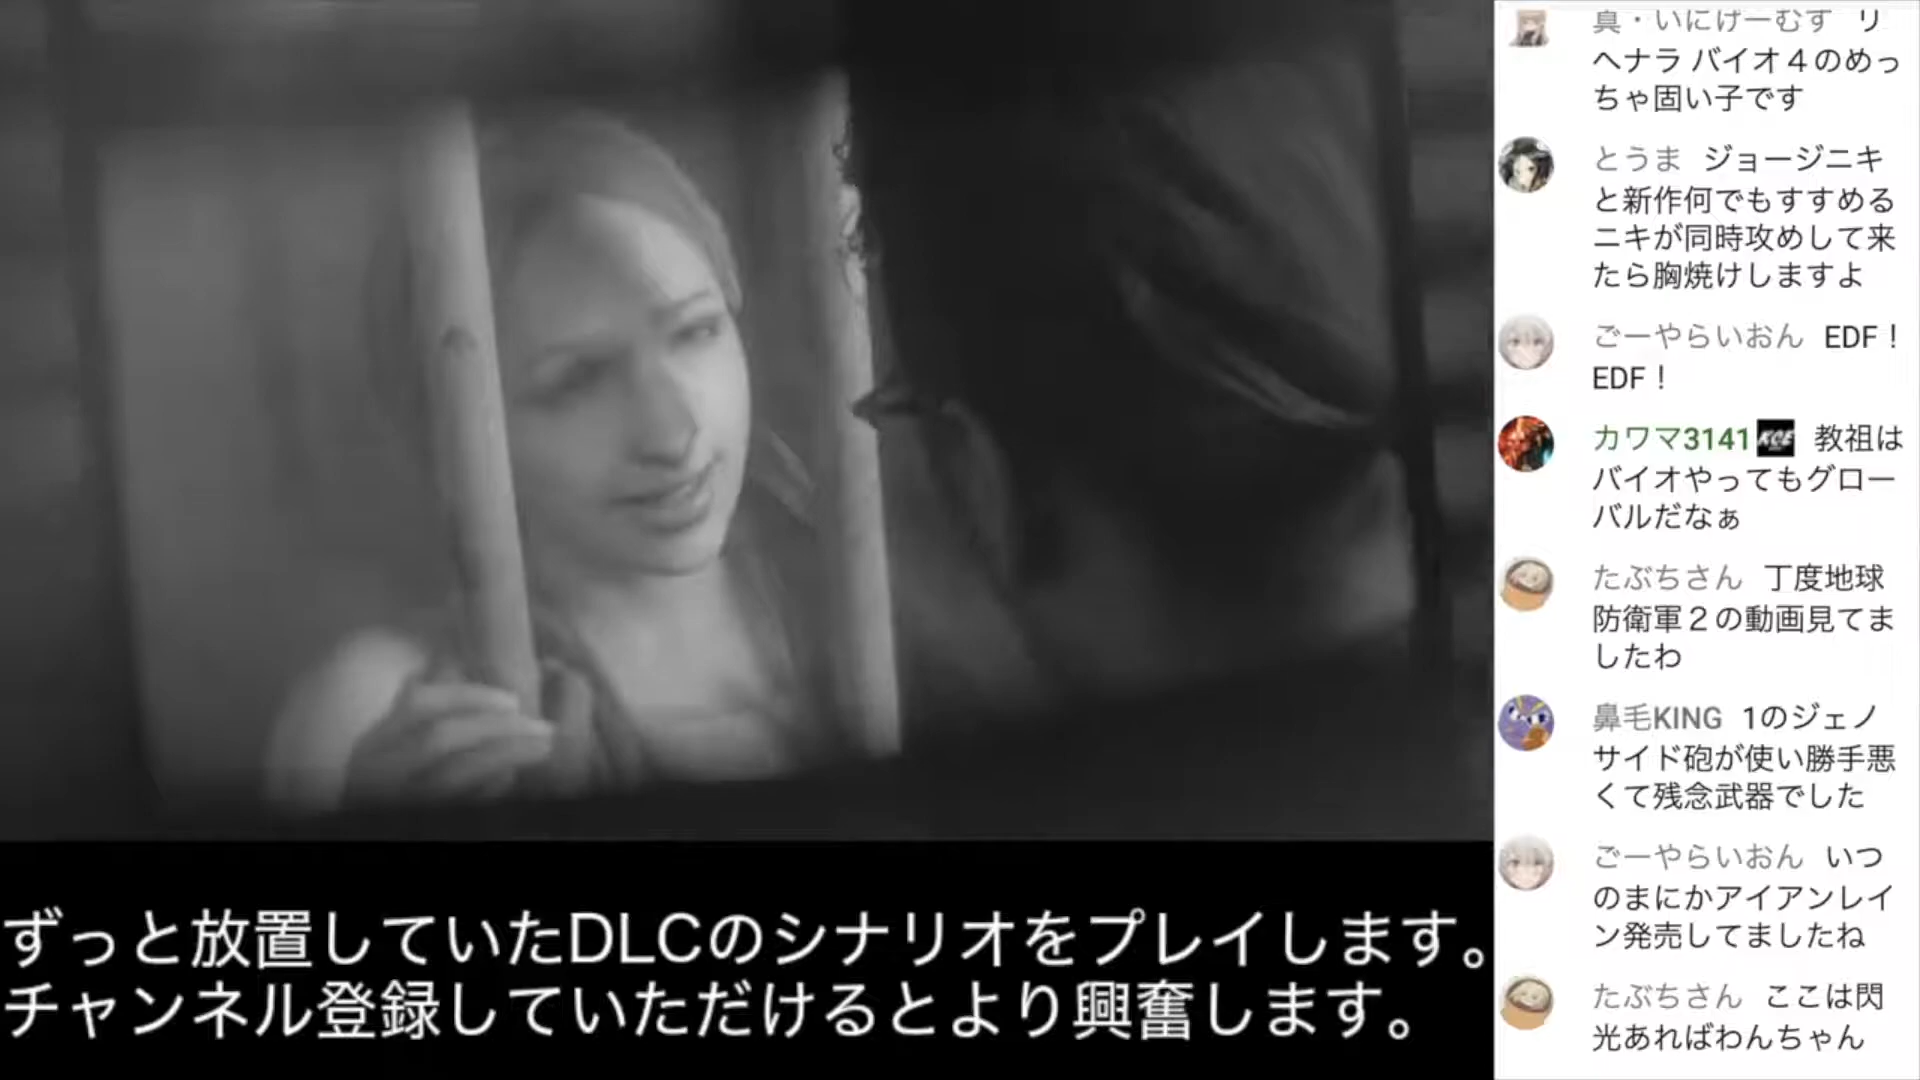 ずっと放置していたDLCのシナリオをプレイします。
チャンネル登録していただけるとより興奮します。
真・いにげーむす リ
ヘナラ バイオ4のめっ
ちゃ固い子です
とうま ジョージニキ
と新作何でもすすめる
ニキが同時攻めして来
たら胸焼けしますよ
ごーやらいおん EDF！
EDF！
カワマ3141 KGE 教祖は
バイオやってもグロー
バルだなぁ
たぶちさん 丁度地球
防衛軍２の動画見てま
したわ
鼻毛KING 1のジェノ
サイド砲が使い勝手悪
くて残念武器でした
ごーやらいおん いつ
のまにかアイアンレイ
ン発売してましたね
たぶちさん ここは閃
光あればわんちゃん